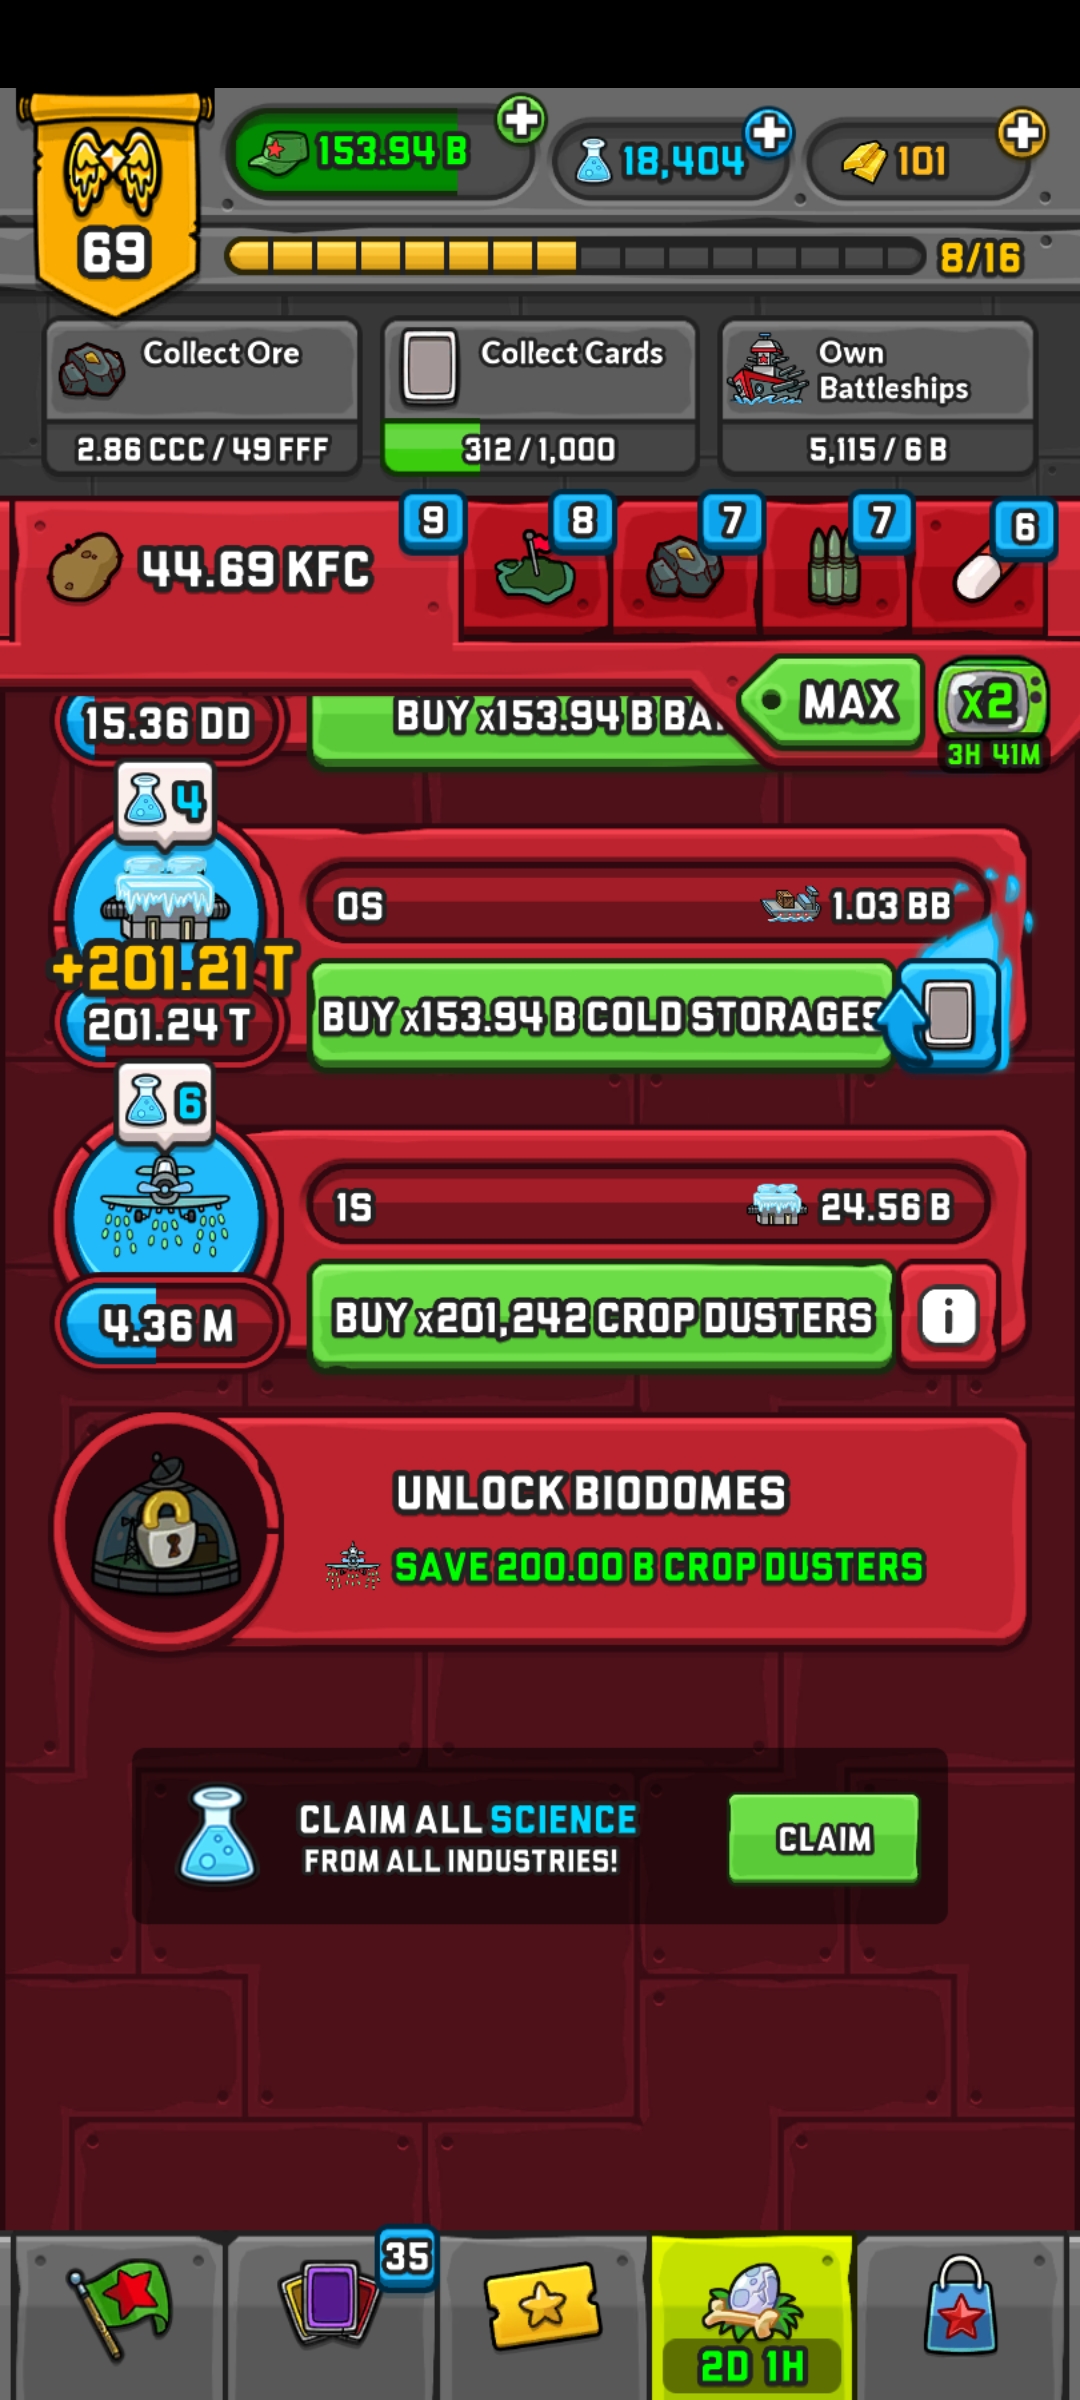 69
153.94 B
18,404
101
8/16
Collect Ore
2.86 CCC / 49 FFF
Collect Cards
312 / 1,000
Own
Battleships
5,115 / 6 B
44.69 KFC
9
8
7
7
6
MAX
x2
3H 41M
15.36 DD
BUY x153.94 B
4
0S
1.03 BB
+201.21 T
201.24 T
BUY x153.94 B COLD STORAGES
6
1S
24.56 B
4.36 M
BUY x201,242 CROP DUSTERS
i
UNLOCK BIODOMES
SAVE 200.00 B CROP DUSTERS
CLAIM ALL SCIENCE
FROM ALL INDUSTRIES!
CLAIM
35
2D 1H